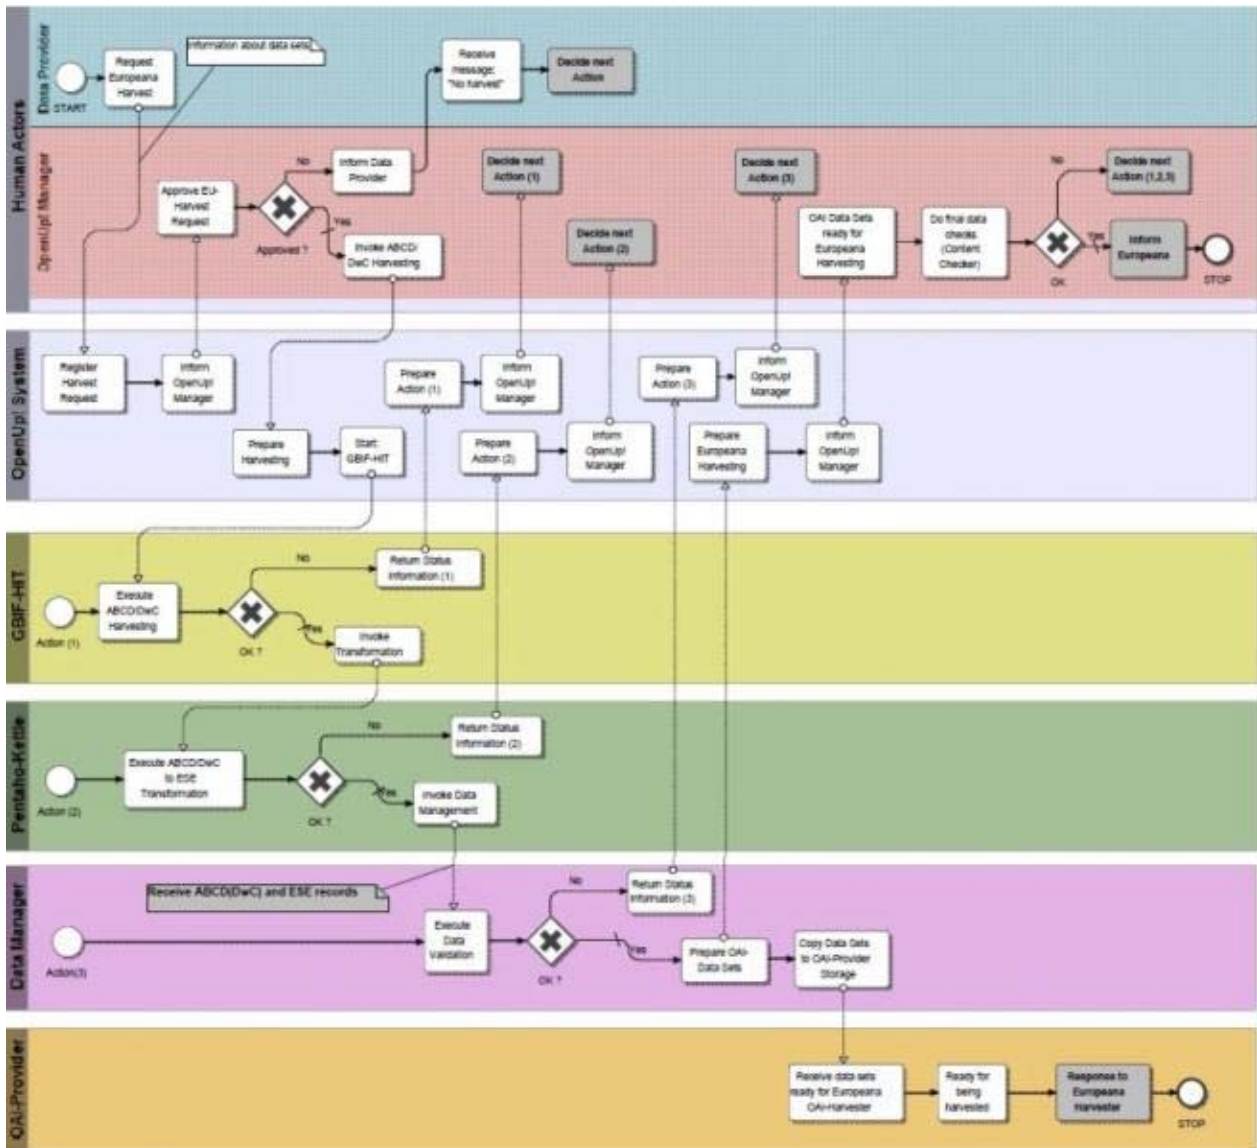 Human Actors
Data Provider
START
Request
Europeana
Harvest
Information about data sets
Receive
message:
"No harvest"
Decide next
Action
OpenUp! Manager
Approve EU-
Harvest
Request
Approved ?
No
Yes
Inform Data
Provider
Invoke ABCD/
DwC Harvesting
Decide next
Action (1)
Decide next
Action (2)
Decide next
Action (3)
OAI Data Sets
ready for
Europeana
Harvesting
Do final data
checks
(Content
Checker)
No
Yes
OK
Decide next
Action (1,2,3)
Inform
Europeana
STOP
OpenUp! System
Register
Harvest
Request
Inform
OpenUp!
Manager
Prepare
Harvesting
Start:
GBIF-HIT
Prepare
Action (1)
Inform
OpenUp!
Manager
Prepare
Action (2)
Inform
OpenUp!
Manager
Prepare
Action (3)
Inform
OpenUp!
Manager
Prepare
Europeana
Harvesting
Inform
OpenUp!
Manager
GBIF-HIT
Action (1)
Execute
ABCD/DwC
Harvesting
OK ?
No
Yes
Return Status
Information (1)
Invoke
Transformation
Pentaho-Kettle
Action (2)
Execute ABCD/DwC
to ESE
Transformation
OK ?
No
Yes
Return Status
Information (2)
Invoke Data
Management
Data Manager
Receive ABCD(DwC) and ESE records
Action(3)
Execute
Data
Validation
OK ?
No
Yes
Return Status
Information (3)
Prepare OAI-
Data Sets
Copy Data Sets
to OAI-Provider
Storage
OAI-Provider
Receive data sets
ready for Europeana
OAI-Harvester
Ready for
being
harvested
Response to
Europeana
Harvester
STOP